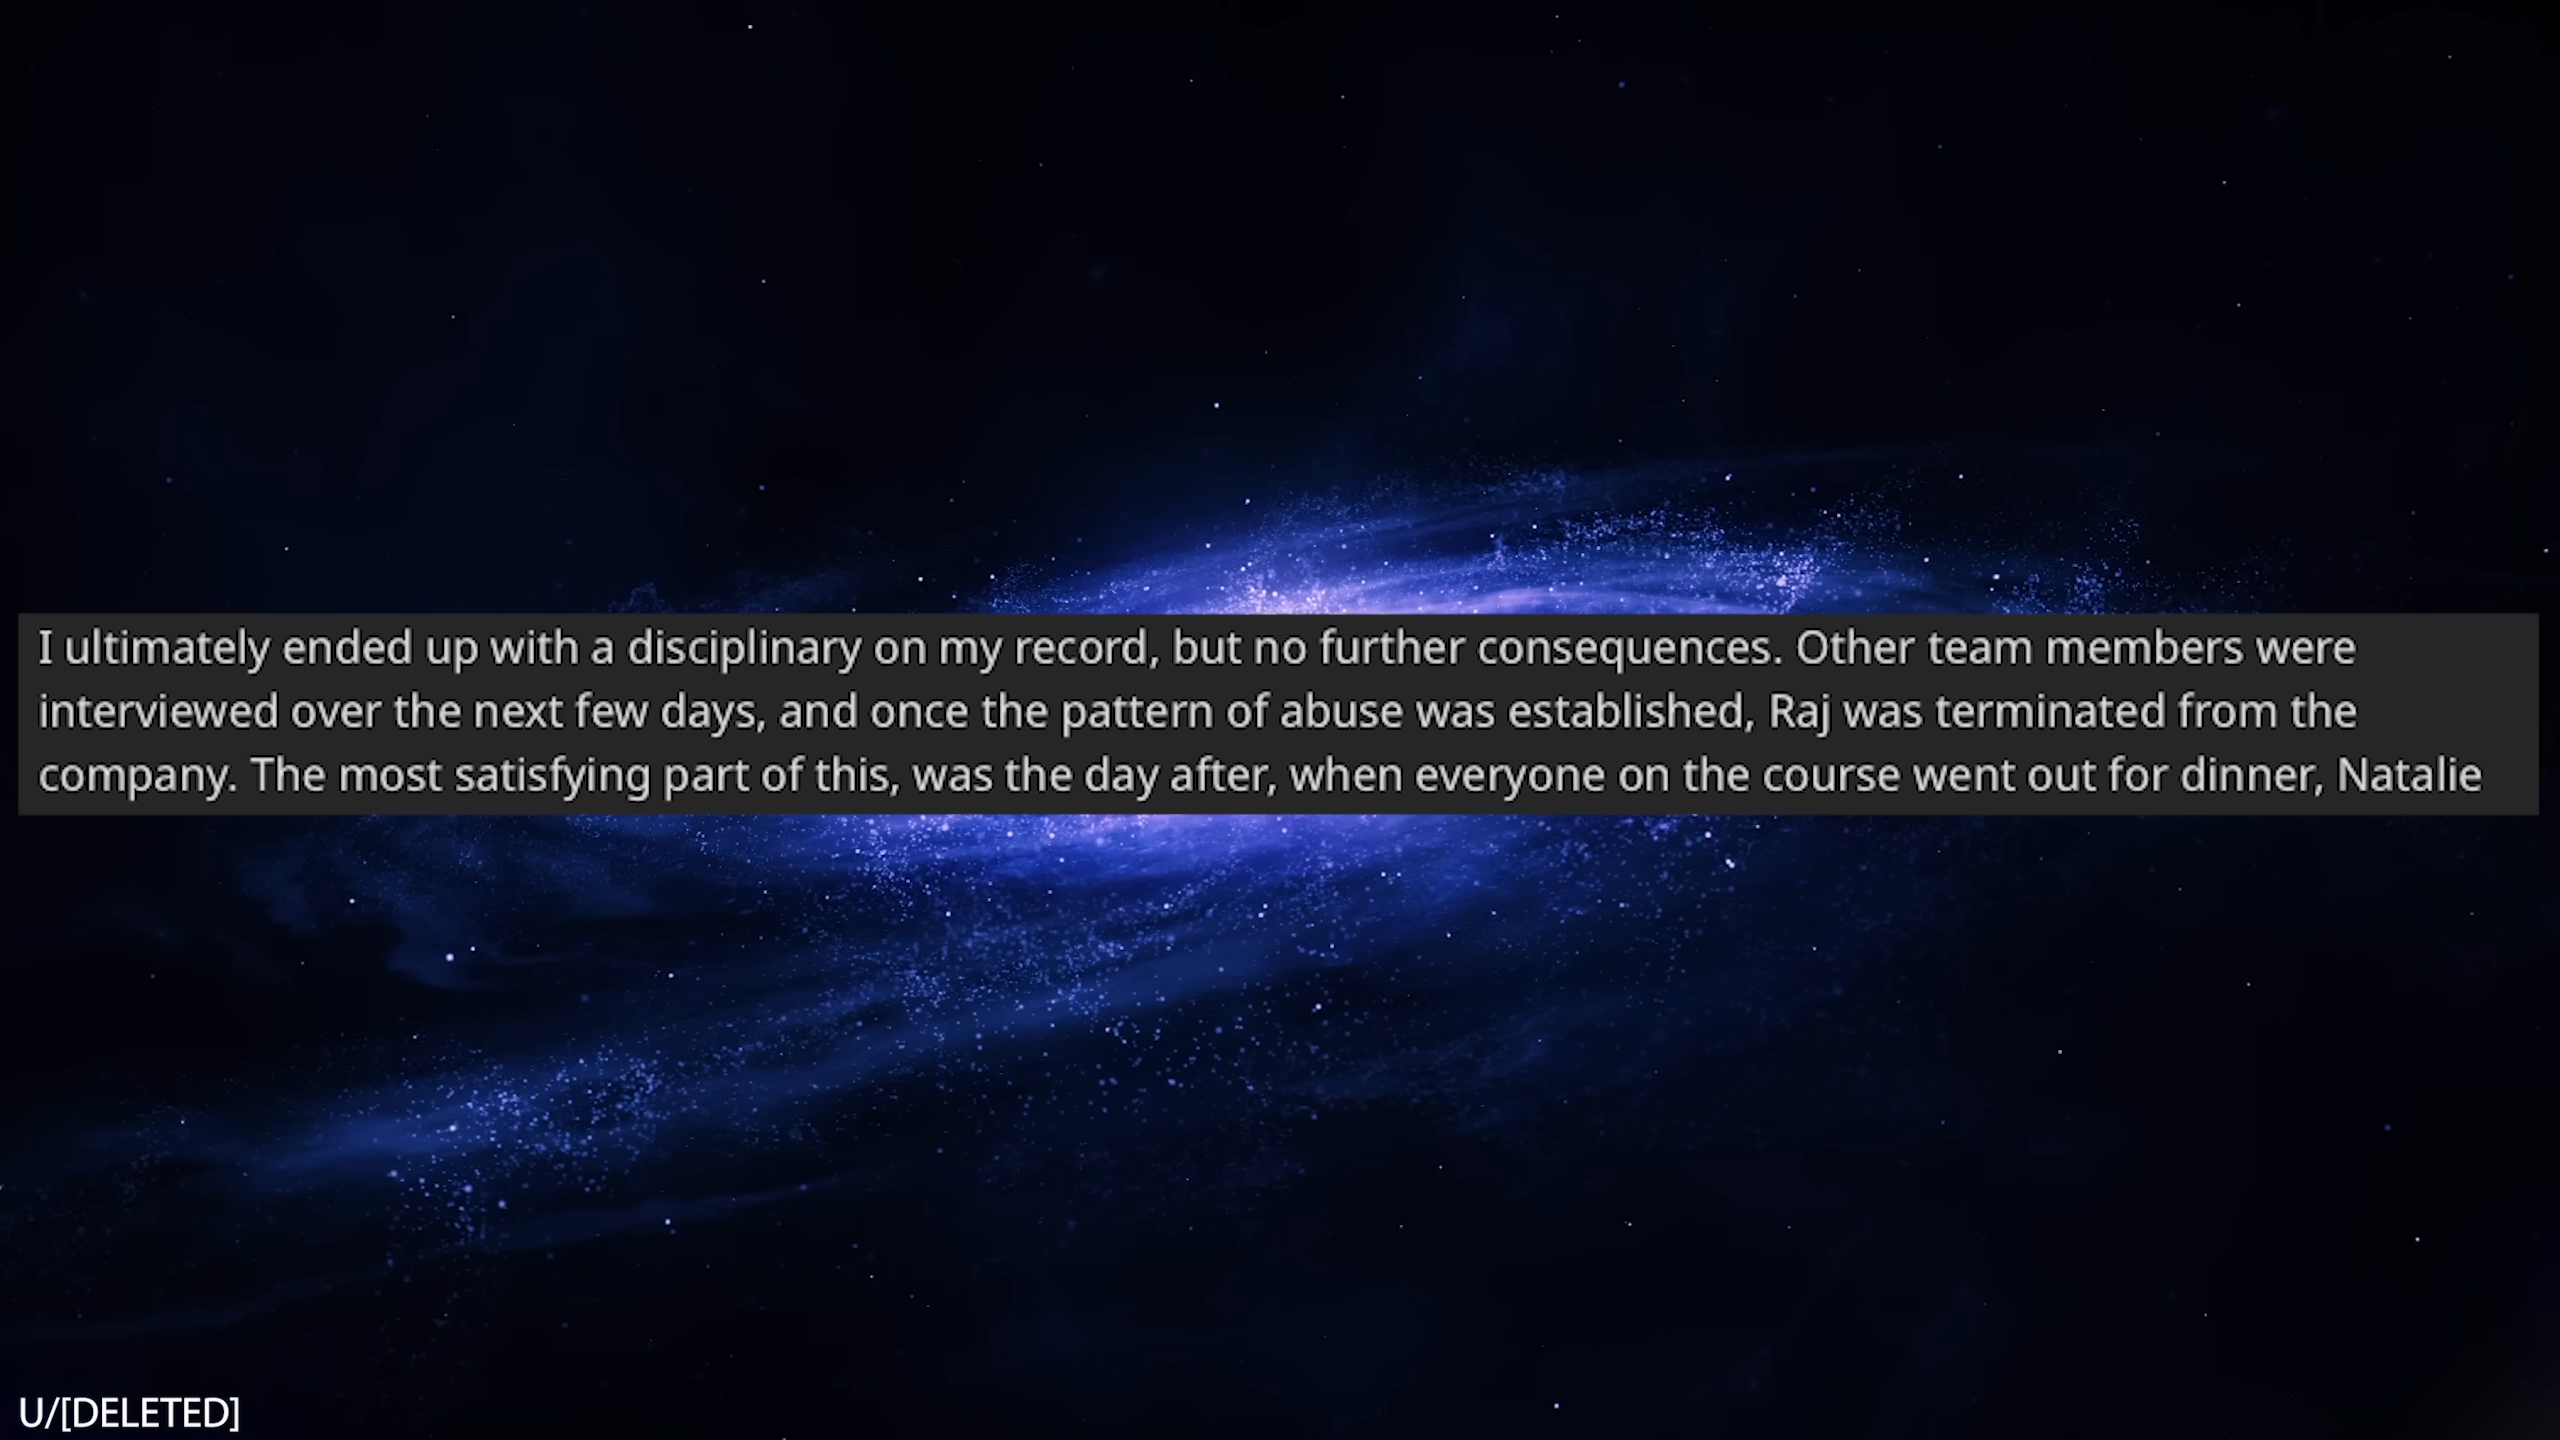 I ultimately ended up with a disciplinary on my record, but no further consequences. Other team members were
interviewed over the next few days, and once the pattern of abuse was established, Raj was terminated from the
company. The most satisfying part of this, was the day after, when everyone on the course went out for dinner, Natalie
U/[DELETED]